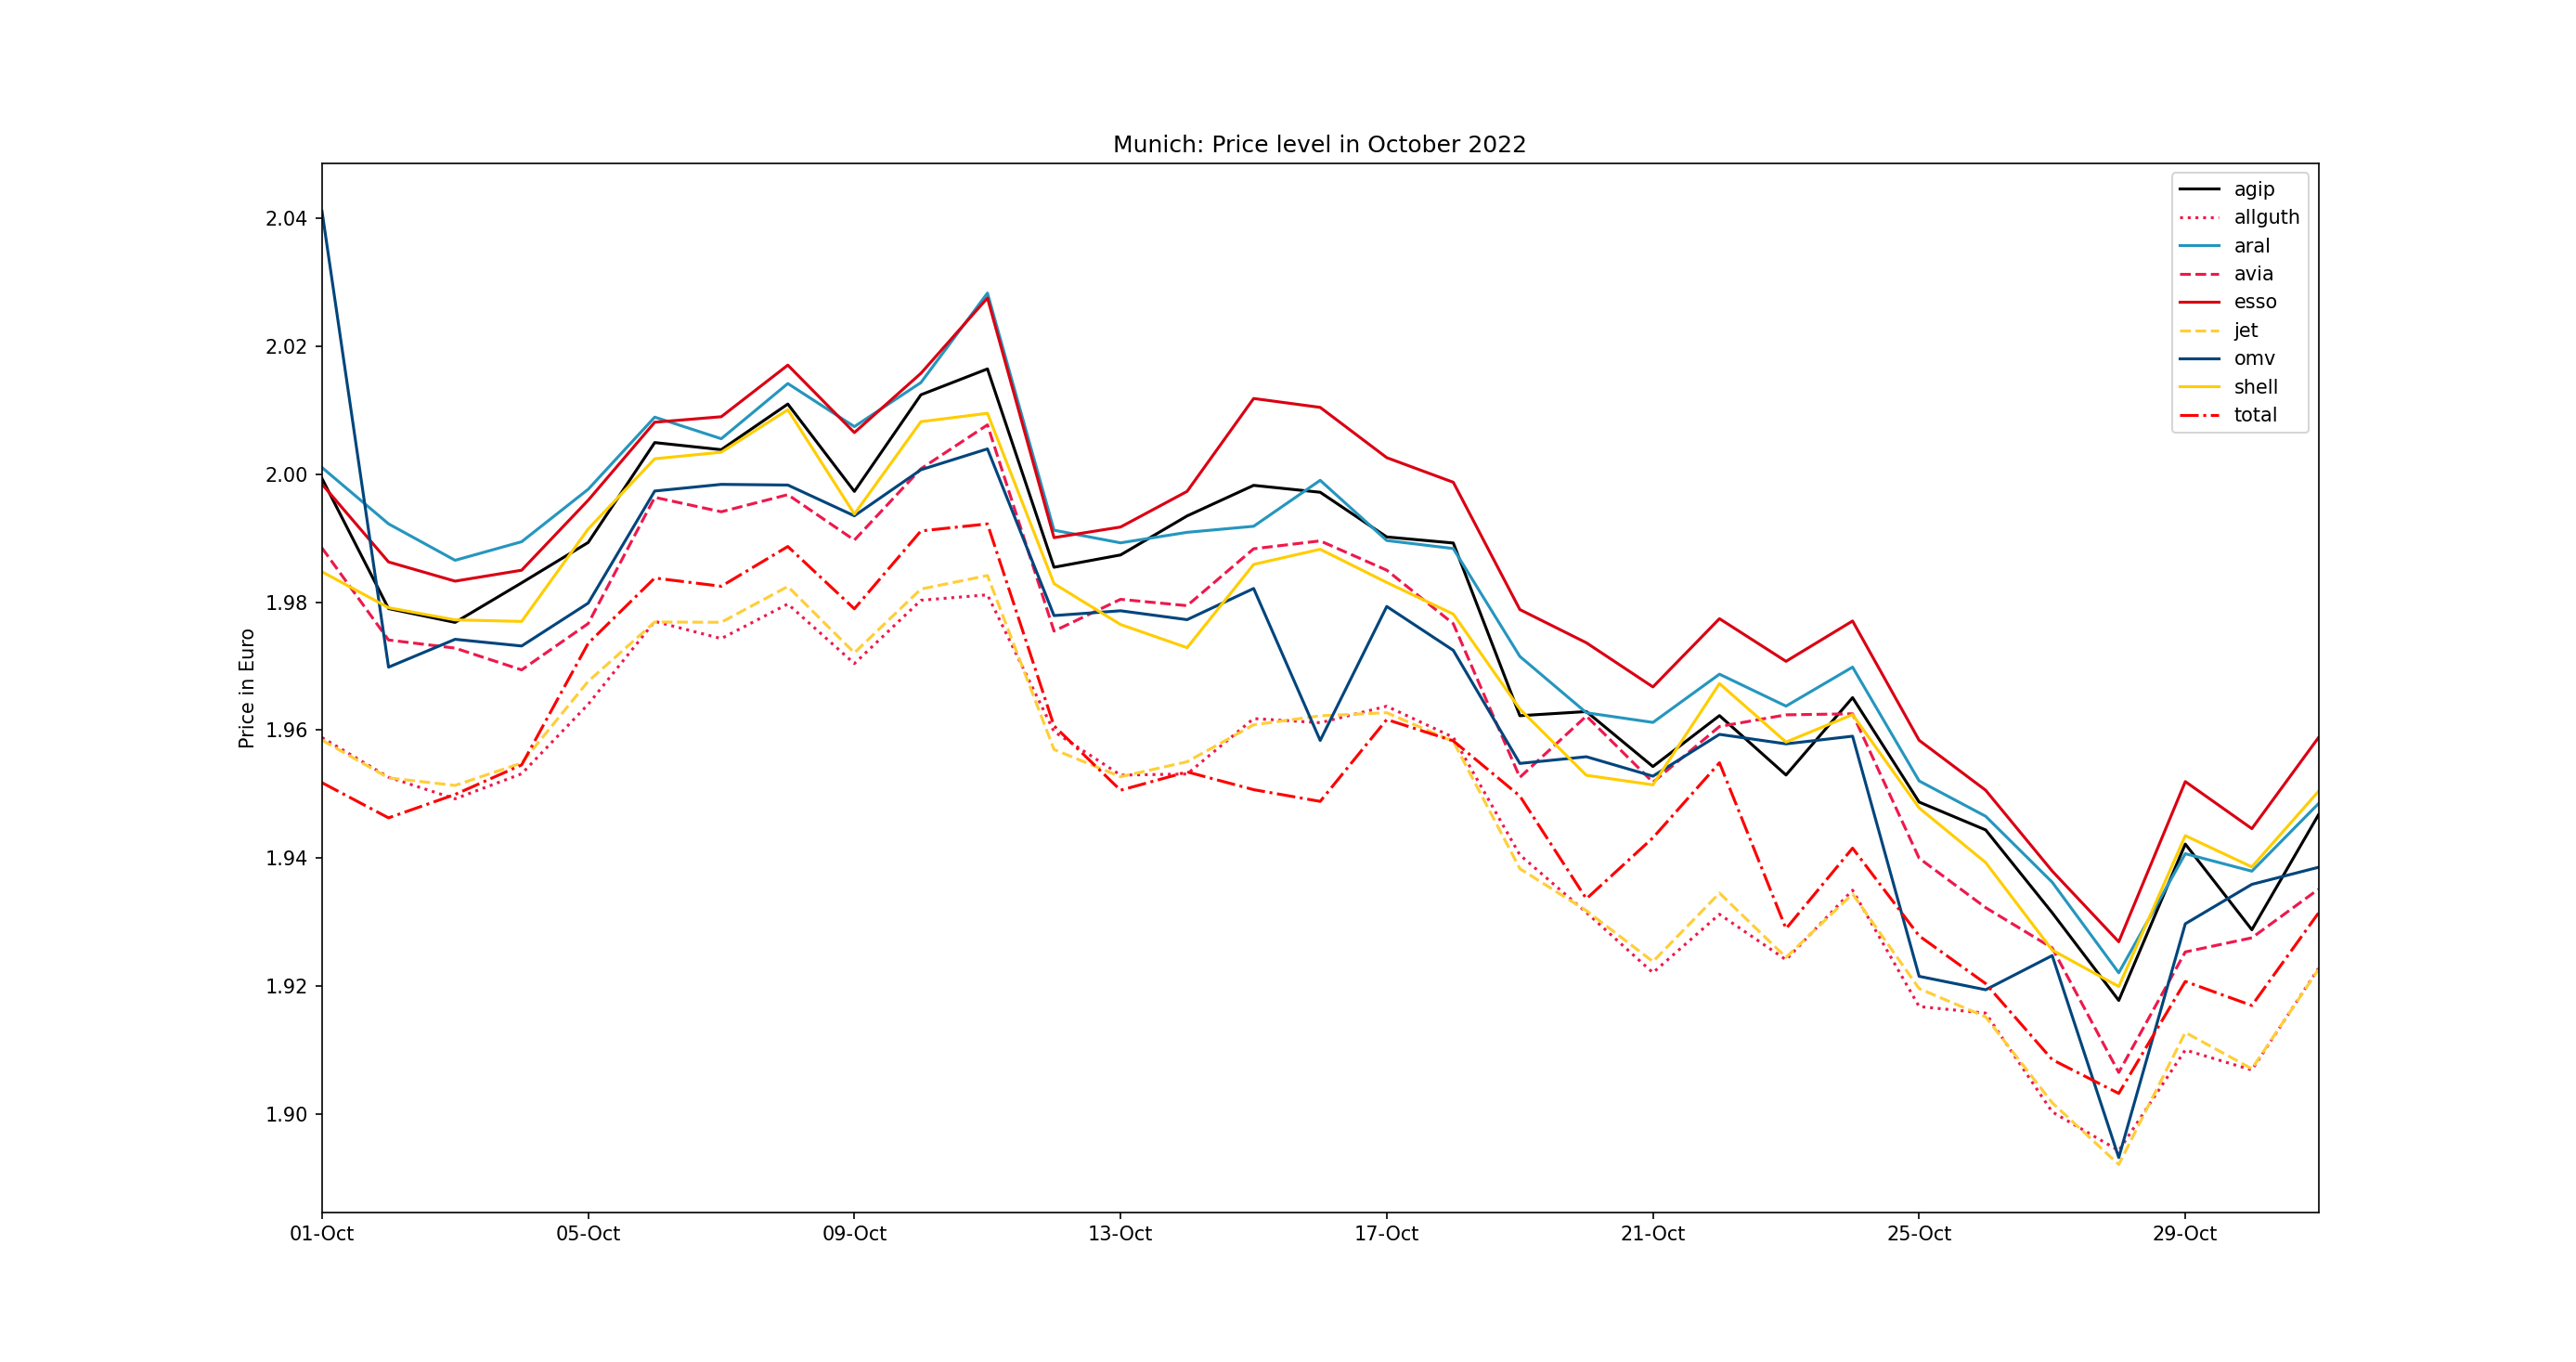 Munich: Price level in October 2022
Price in Euro
2.04
2.02
2.00
1.98
1.96
1.94
1.92
1.90
01-Oct
05-Oct
09-Oct
13-Oct
17-Oct
21-Oct
25-Oct
29-Oct
agip
allguth
aral
avia
esso
jet
omv
shell
total